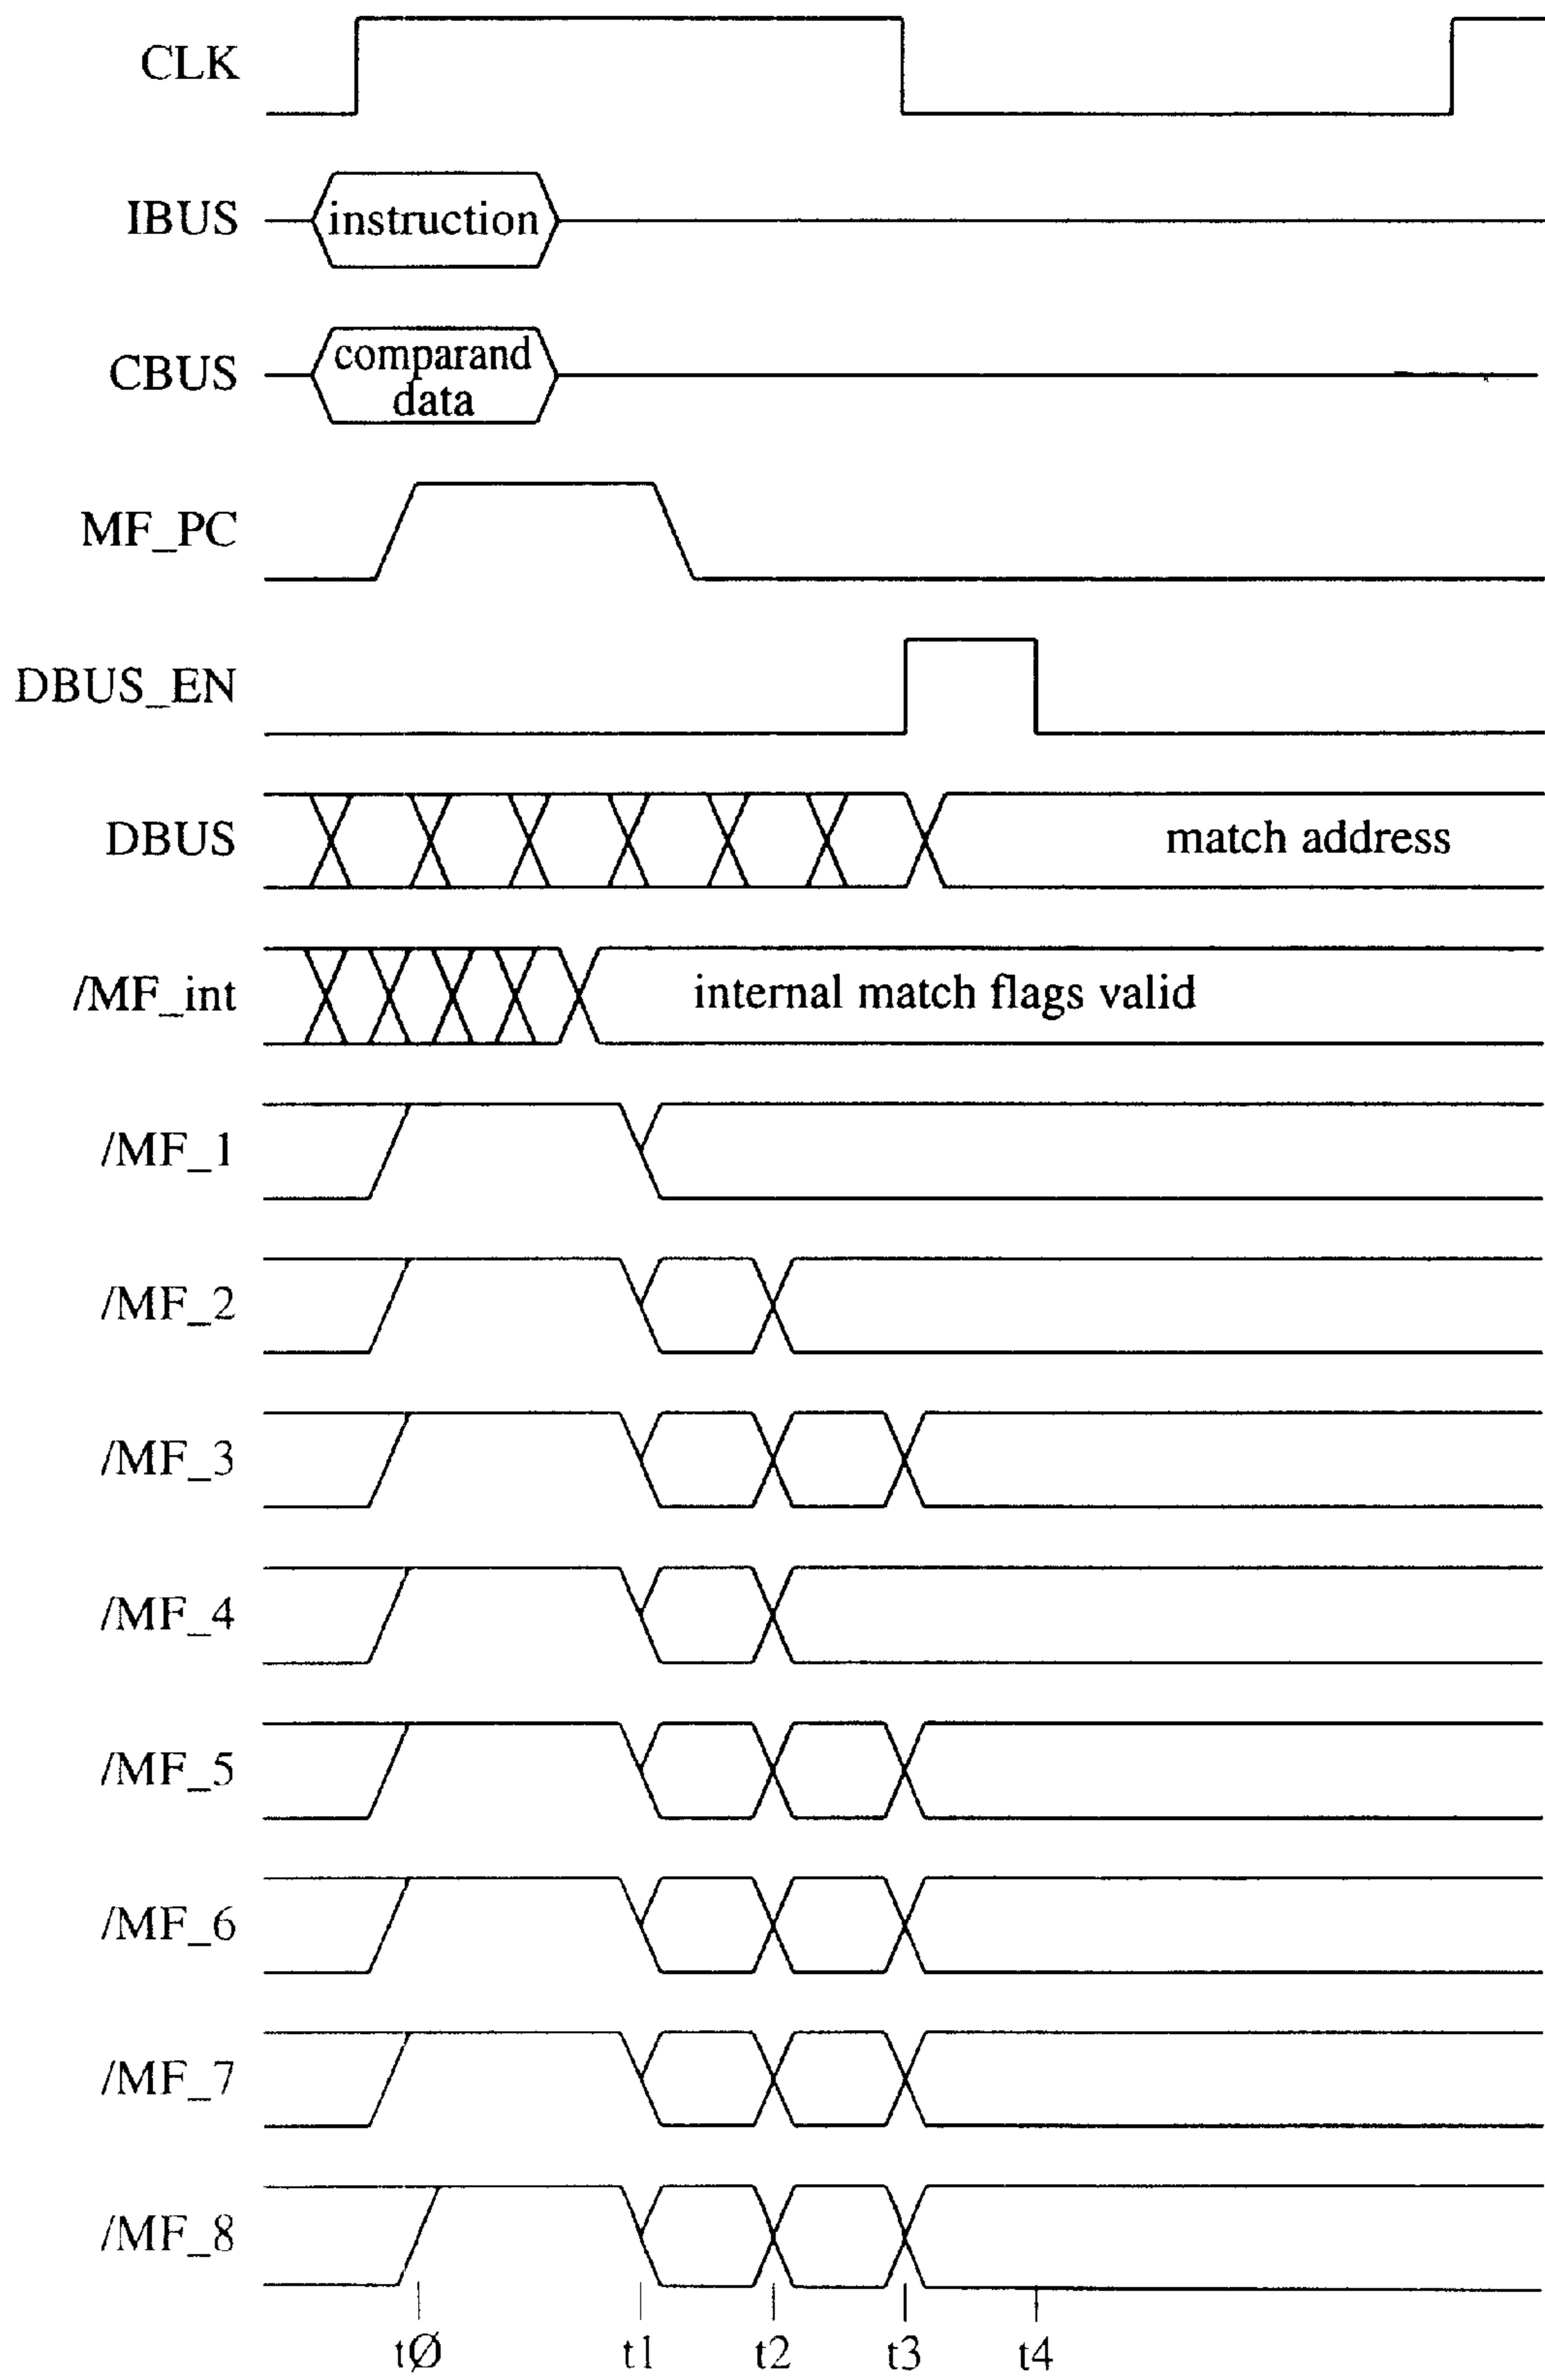 CLK
IBUS
instruction
CBUS
comparand
data
MF_PC
DBUS_EN
DBUS
match address
/MF_int
internal match flags valid
/MF_1
/MF_2
/MF_3
/MF_4
/MF_5
/MF_6
/MF_7
/MF_8
tØ t1 t2 t3 t4